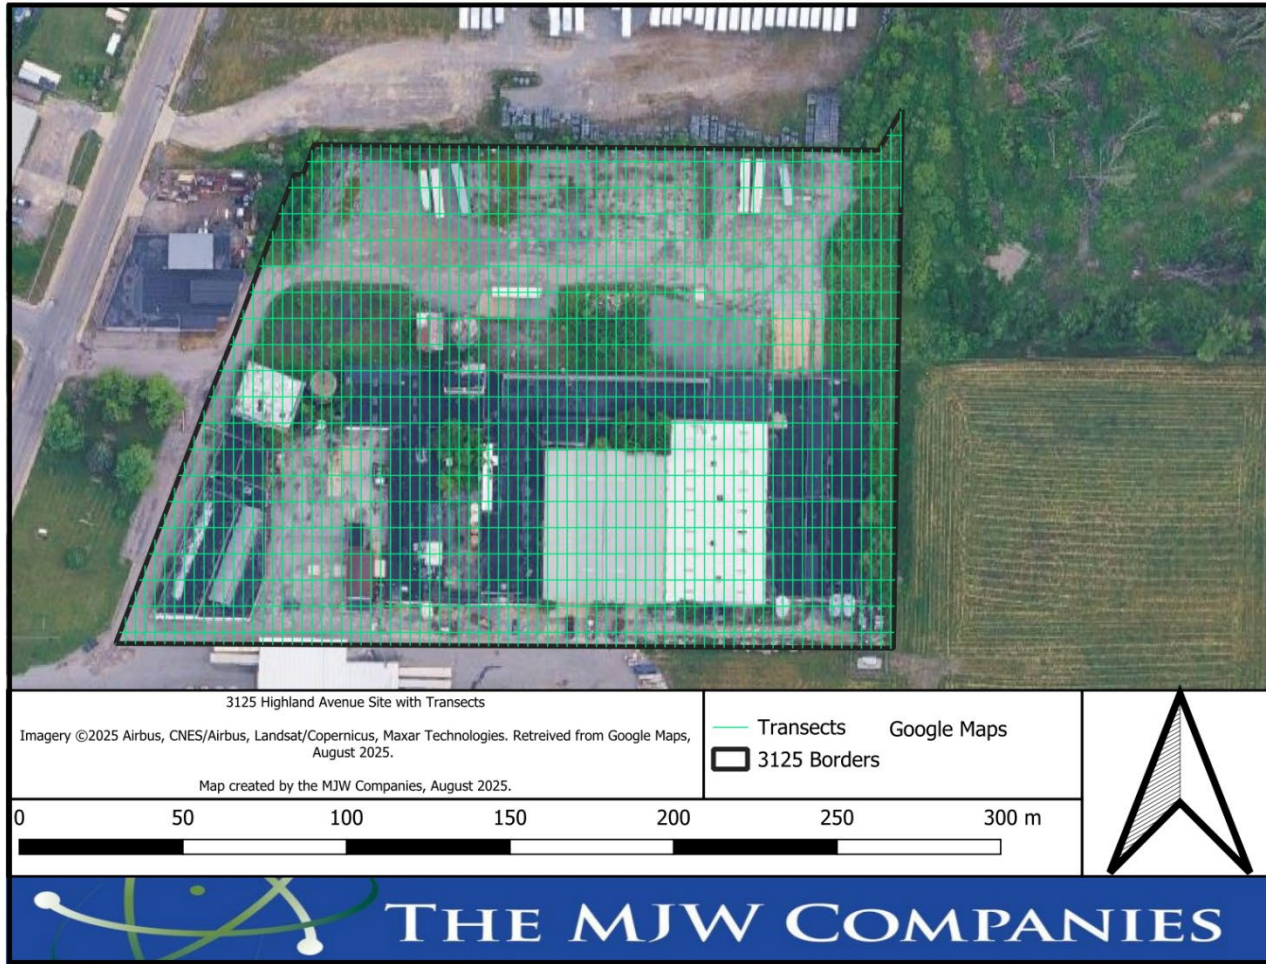 3125 Highland Avenue Site with Transects
Imagery ©2025 Airbus, CNES/Airbus, Landsat/Copernicus, Maxar Technologies. Retreived from Google Maps,
August 2025.
Map created by the MJW Companies, August 2025.
Transects Google Maps
3125 Borders
0 50 100 150 200 250 300 m
THE MJW COMPANIES